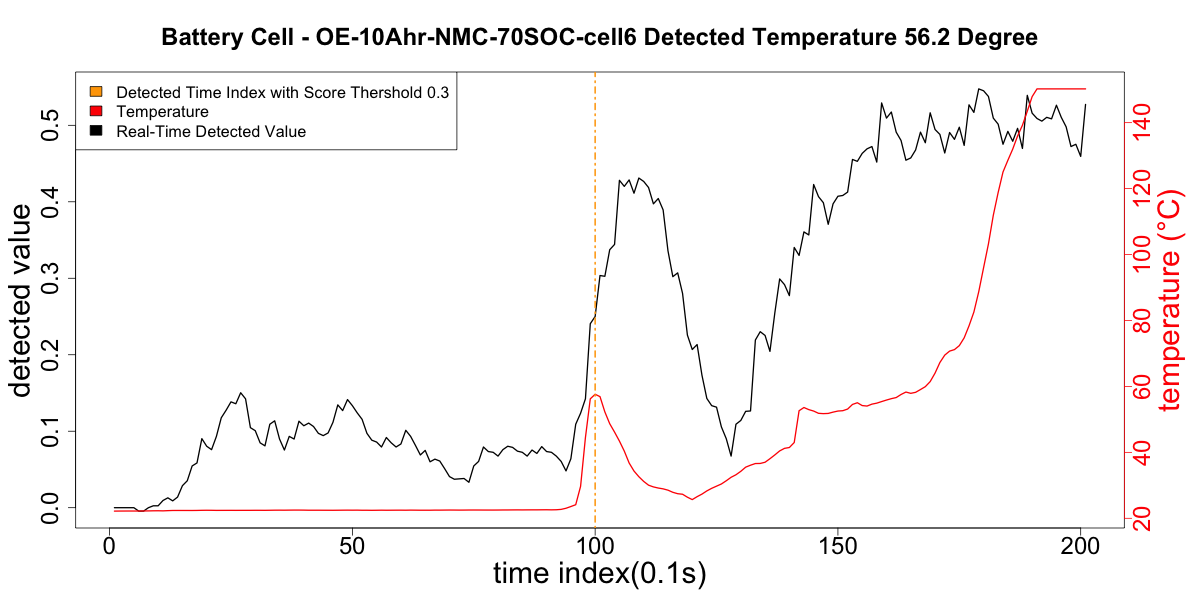 Battery Cell - OE-10Ahr-NMC-70SOC-cell6 Detected Temperature 56.2 Degree
Detected Time Index with Score Thershold 0.3
Temperature
Real-Time Detected Value
detected value
0.0 0.1 0.2 0.3 0.4 0.5
temperature (°C)
20 40 60 80 100 120 140
0 50 100 150 200
time index(0.1s)